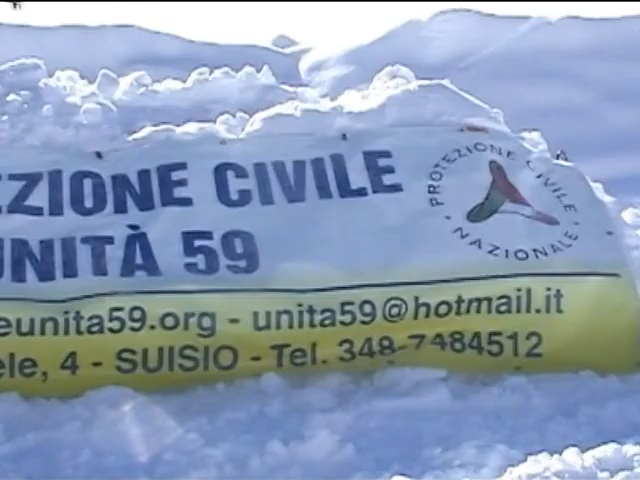 EZIONE CIVILE
UNITÀ 59
PROTEZIONE CIVILE
NAZIONALE
eunita59.org - unita59@hotmail.it
ele, 4 - SUISIO - Tel. 348-7484512